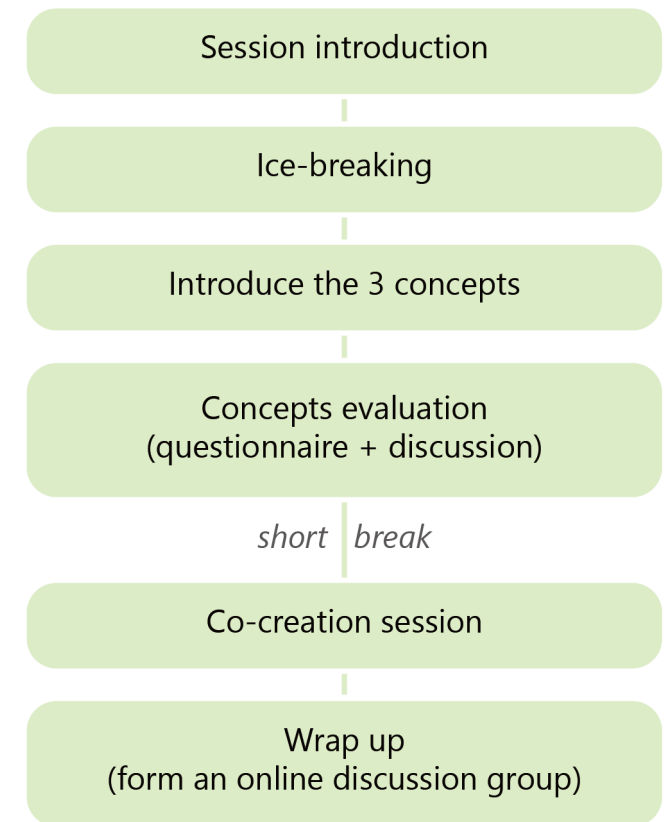 Session introduction
Ice-breaking
Introduce the 3 concepts
Concepts evaluation
(questionnaire + discussion)
short break
Co-creation session
Wrap up
(form an online discussion group)